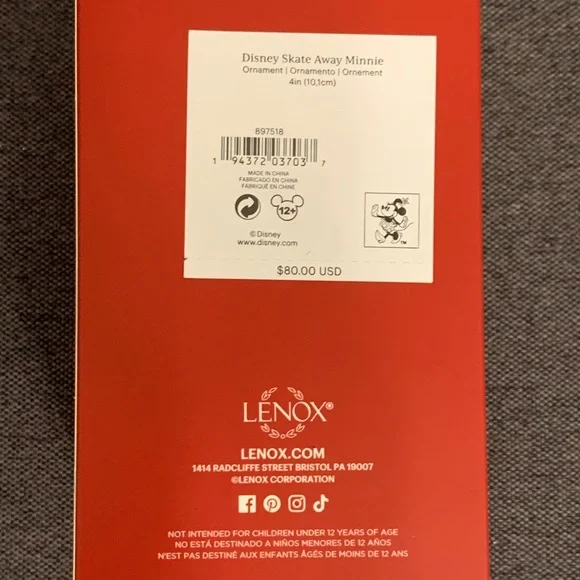 Disney Skate Away Minnie
Ornament | Ornamento | Ornement
4in (10,1cm)
897518
1 94372 03703 7
MADE IN CHINA
FABRICADO EN CHINA
FABRIQUÉ EN CHINE
12+
©Disney
www.disney.com
TM
$80.00 USD
LENOX®
LENOX.COM
1414 RADCLIFFE STREET BRISTOL PA 19007
©LENOX CORPORATION
NOT INTENDED FOR CHILDREN UNDER 12 YEARS OF AGE
NO ESTÁ DESTINADO A NIÑOS MENORES DE 12 AÑOS
N'EST PAS DESTINÉ AUX ENFANTS ÂGÉS DE MOINS DE 12 ANS